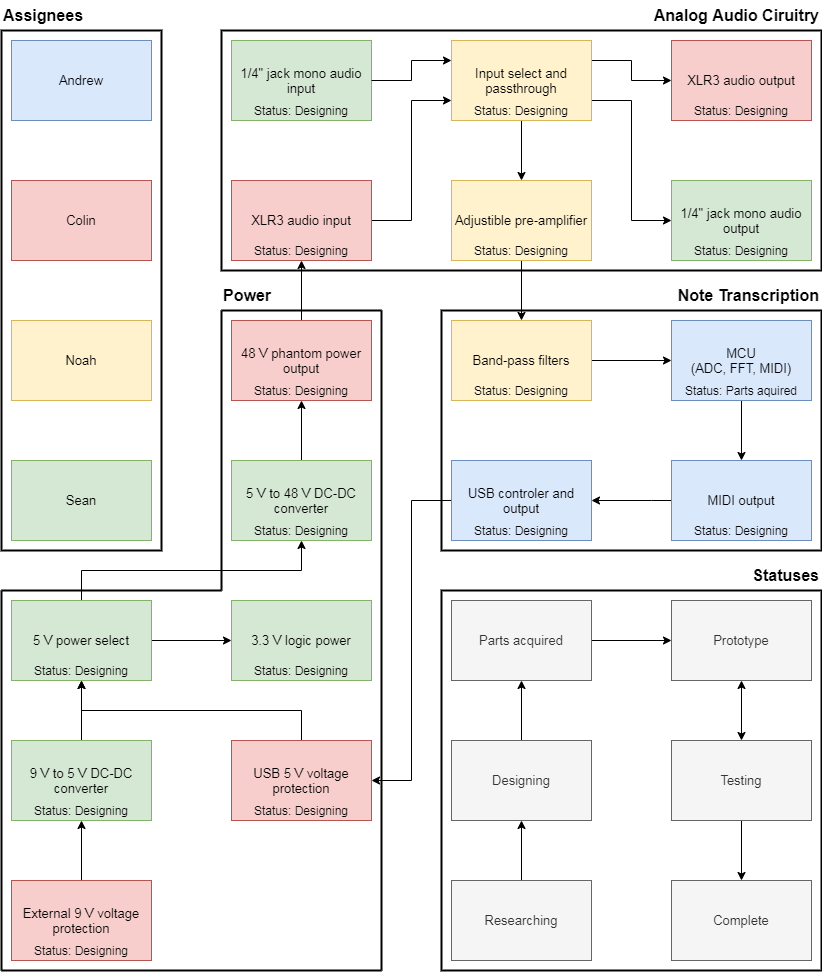 Assignees
Andrew
Colin
Noah
Sean
Analog Audio Ciruitry
1/4" jack mono audio
input
Status: Designing
Input select and
passthrough
Status: Designing
XLR3 audio output
Status: Designing
XLR3 audio input
Status: Designing
Adjustible pre-amplifier
Status: Designing
1/4" jack mono audio
output
Status: Designing
Power
48 V phantom power
output
Status: Designing
5 V to 48 V DC-DC
converter
Status: Designing
5 V power select
Status: Designing
3.3 V logic power
Status: Designing
9 V to 5 V DC-DC
converter
Status: Designing
USB 5 V voltage
protection
Status: Designing
External 9 V voltage
protection
Status: Designing
Note Transcription
Band-pass filters
Status: Designing
MCU
(ADC, FFT, MIDI)
Status: Parts aquired
USB controler and
output
Status: Designing
MIDI output
Status: Designing
Statuses
Parts acquired
Prototype
Designing
Testing
Researching
Complete